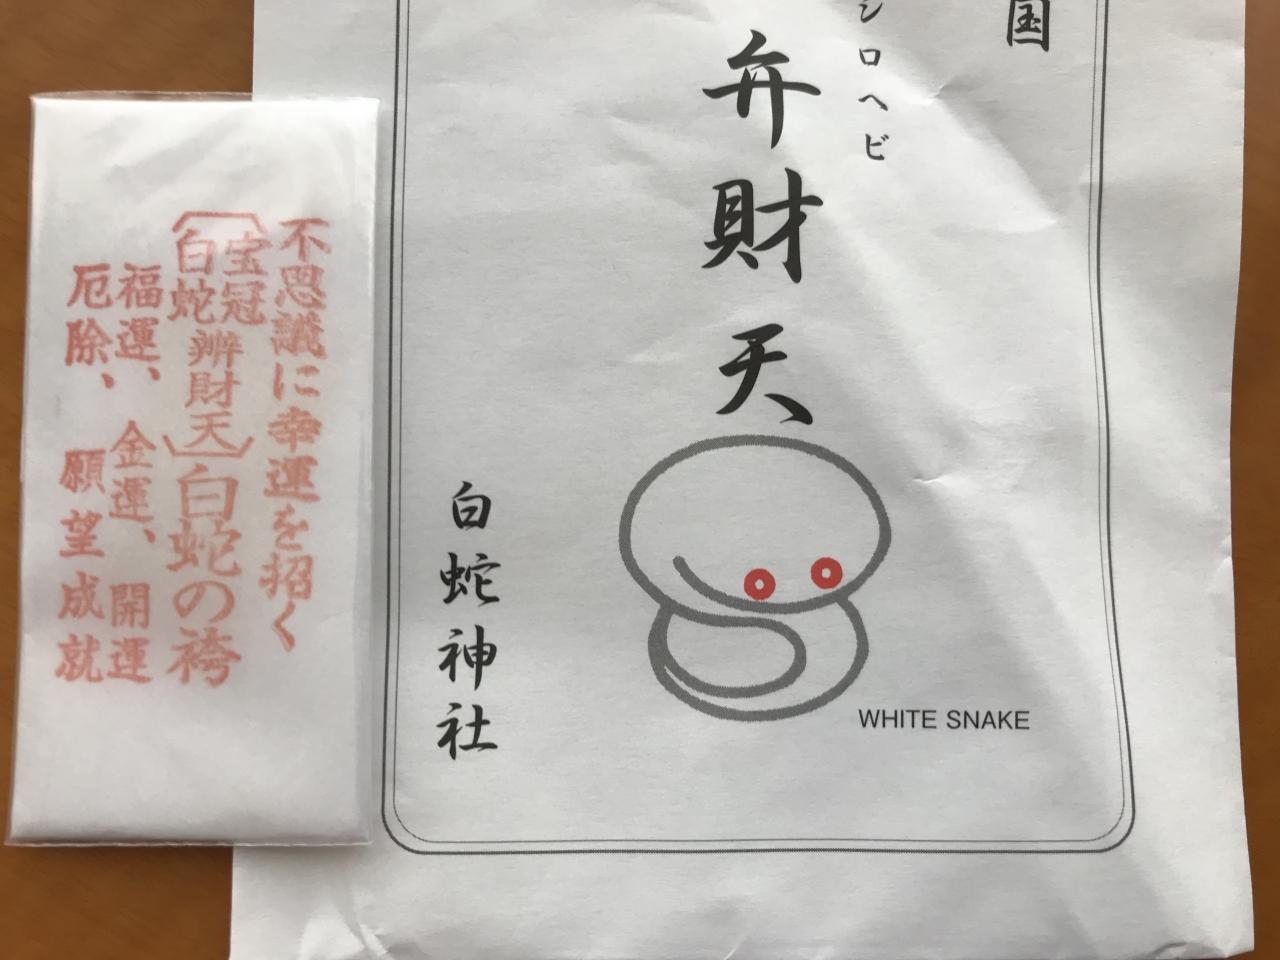 国
シロヘビ
弁財天
白蛇神社
WHITE SNAKE
不思議に幸運を招く
〔宝冠
白蛇
辨財天〕白蛇の袴
福運、金運、開運
厄除、願望成就